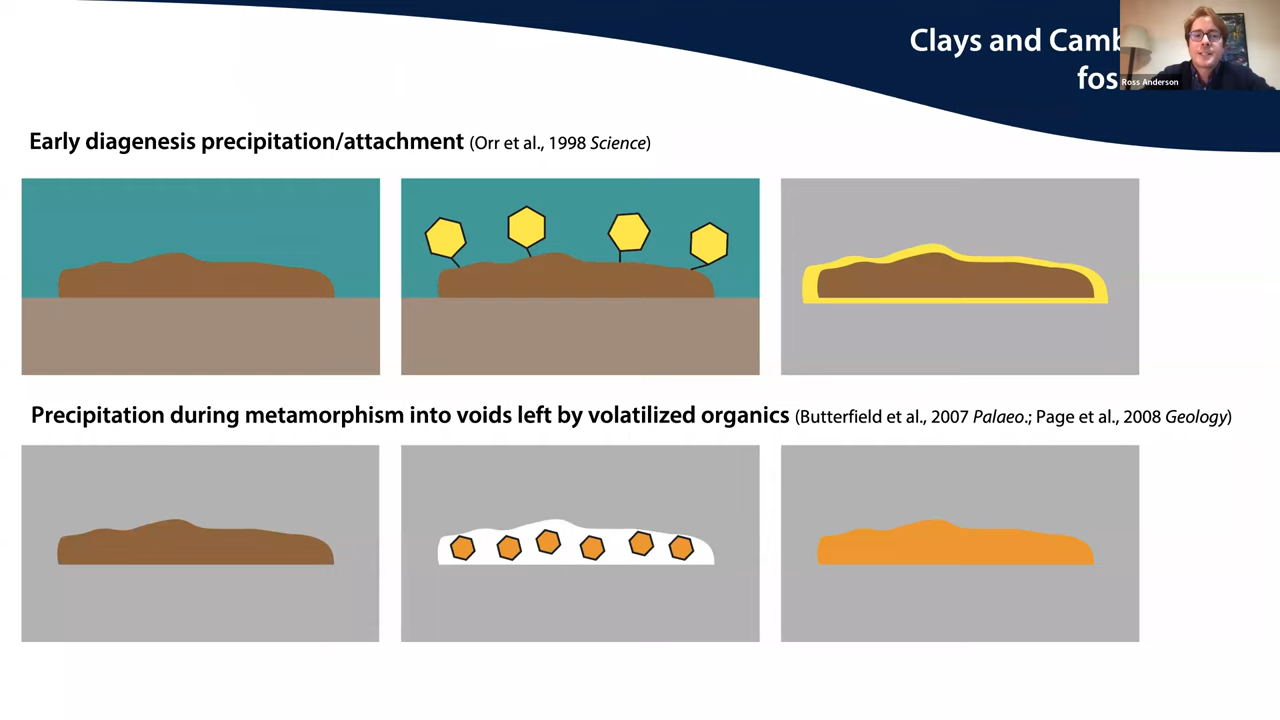 Clays and Camb
fos
Ross Anderson
Early diagenesis precipitation/attachment (Orr et al., 1998 Science)
Precipitation during metamorphism into voids left by volatilized organics (Butterfield et al., 2007 Palaeo.; Page et al., 2008 Geology)